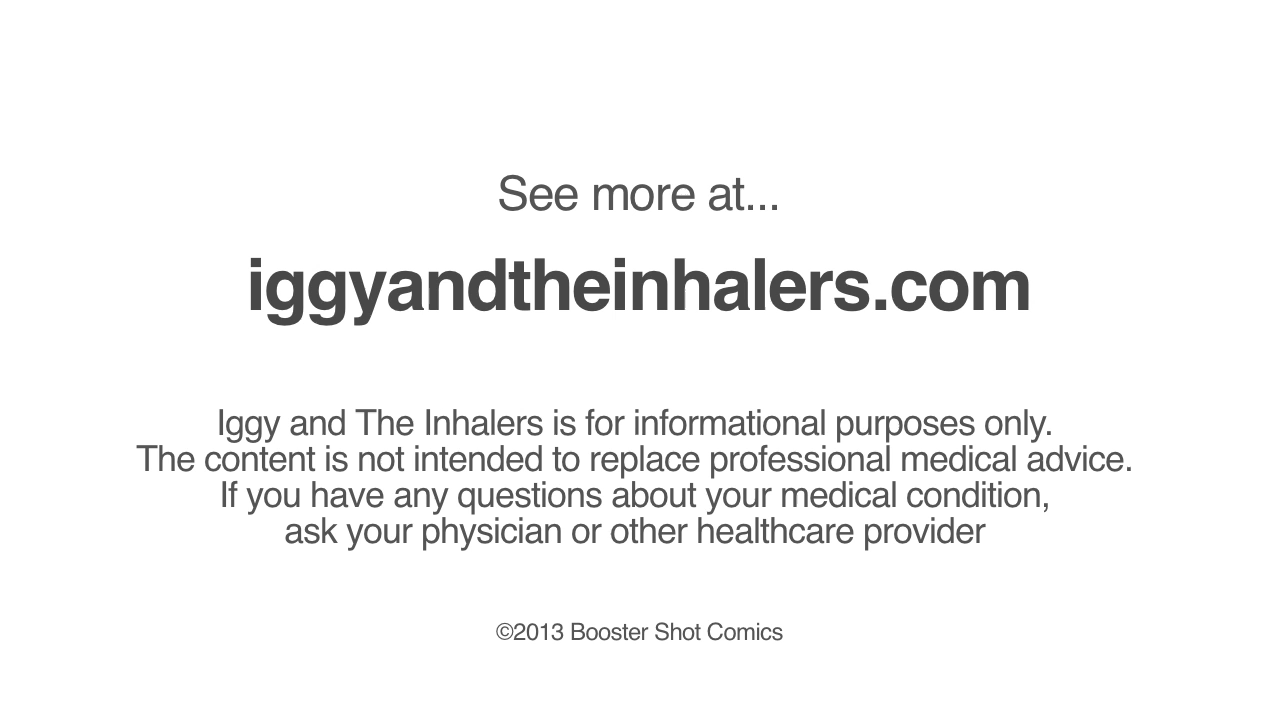 See more at...
iggyandtheinhalers.com
Iggy and The Inhalers is for informational purposes only.
The content is not intended to replace professional medical advice.
If you have any questions about your medical condition,
ask your physician or other healthcare provider
©2013 Booster Shot Comics